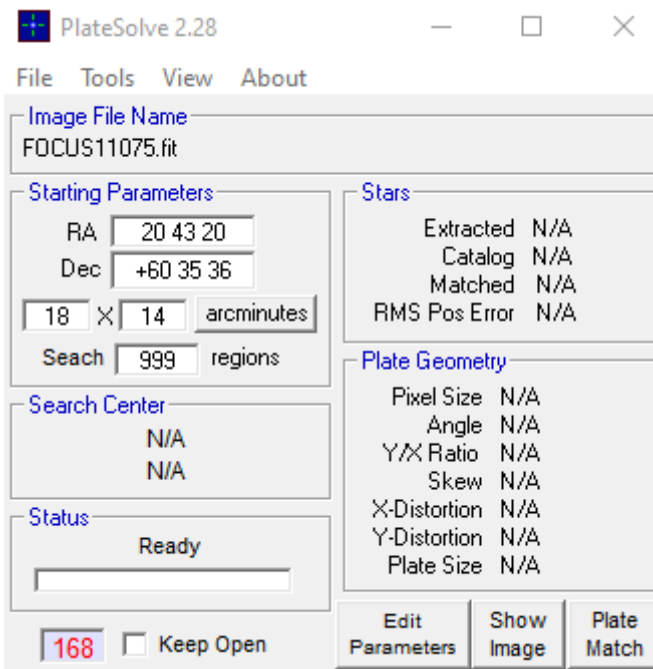 PlateSolve 2.28
File Tools View About
Image File Name
FOCUS11075.fit
Starting Parameters
RA 20 43 20
Dec +60 35 36
18 X 14 arcminutes
Seach 999 regions
Search Center
N/A
N/A
Status
Ready
168 Keep Open
Stars
Extracted N/A
Catalog N/A
Matched N/A
RMS Pos Error N/A
Plate Geometry
Pixel Size N/A
Angle N/A
Y/X Ratio N/A
Skew N/A
X-Distortion N/A
Y-Distortion N/A
Plate Size N/A
Edit Parameters
Show Image
Plate Match